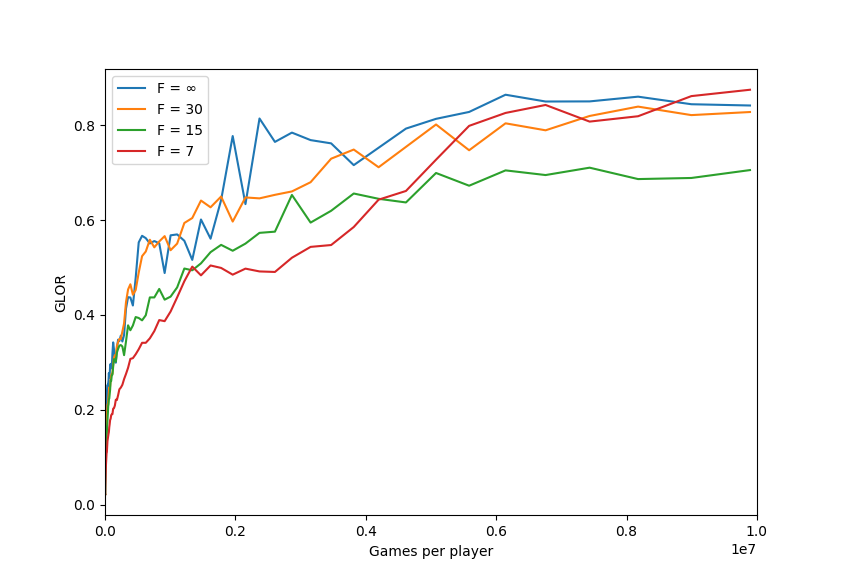 F = ∞
F = 30
F = 15
F = 7
GLOR
0.8
0.6
0.4
0.2
0.0
0.0 0.2 0.4 0.6 0.8 1.0
1e7
Games per player